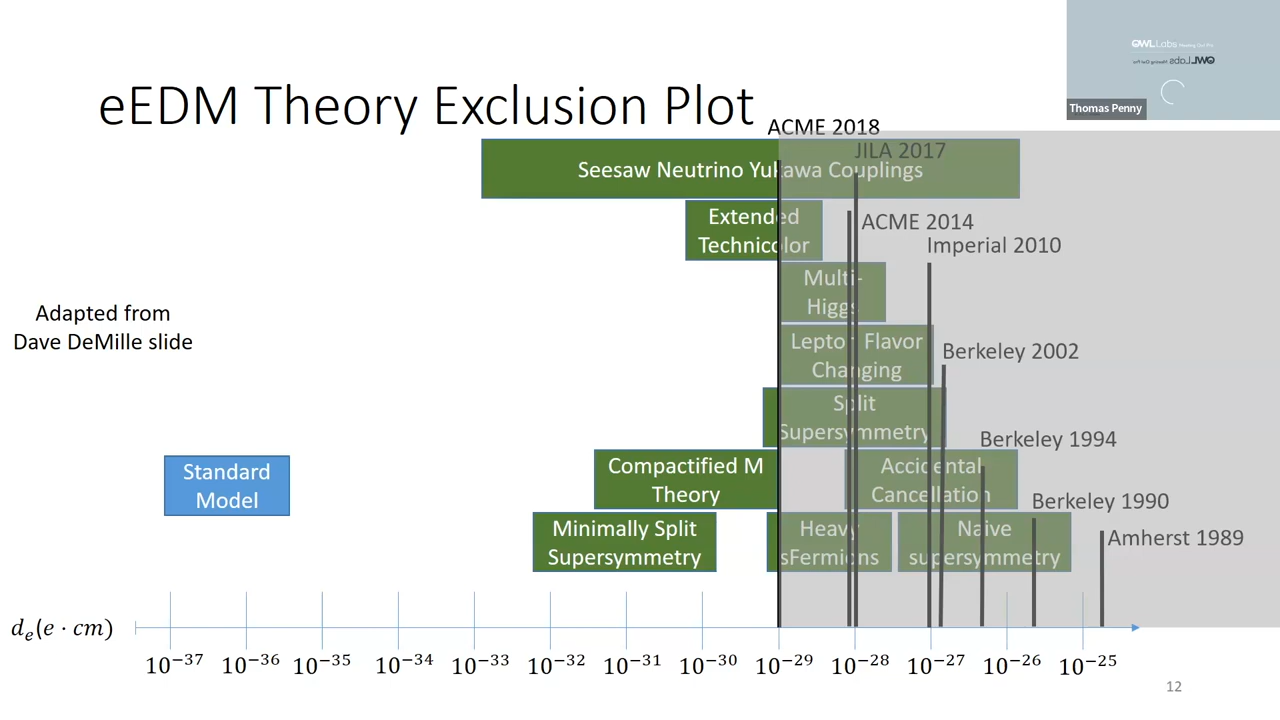 OWL Labs
Thomas Penny
eEDM Theory Exclusion Plot
ACME 2018
JILA 2017
Seesaw Neutrino Yukawa Couplings
Extended
Technicolor
ACME 2014
Imperial 2010
Multi-
Higgs
Adapted from
Dave DeMille slide
Lepton Flavor
Changing
Berkeley 2002
Split
Supersymmetry
Berkeley 1994
Standard
Model
Compactified M
Theory
Accidental
Cancellation
Berkeley 1990
Minimally Split
Supersymmetry
Heavy
sFermions
Naive
supersymmetry
Amherst 1989
dₑ(e · cm)
10⁻³⁷ 10⁻³⁶ 10⁻³⁵ 10⁻³⁴ 10⁻³³ 10⁻³² 10⁻³¹ 10⁻³⁰ 10⁻²⁹ 10⁻²⁸ 10⁻²⁷ 10⁻²⁶ 10⁻²⁵
12